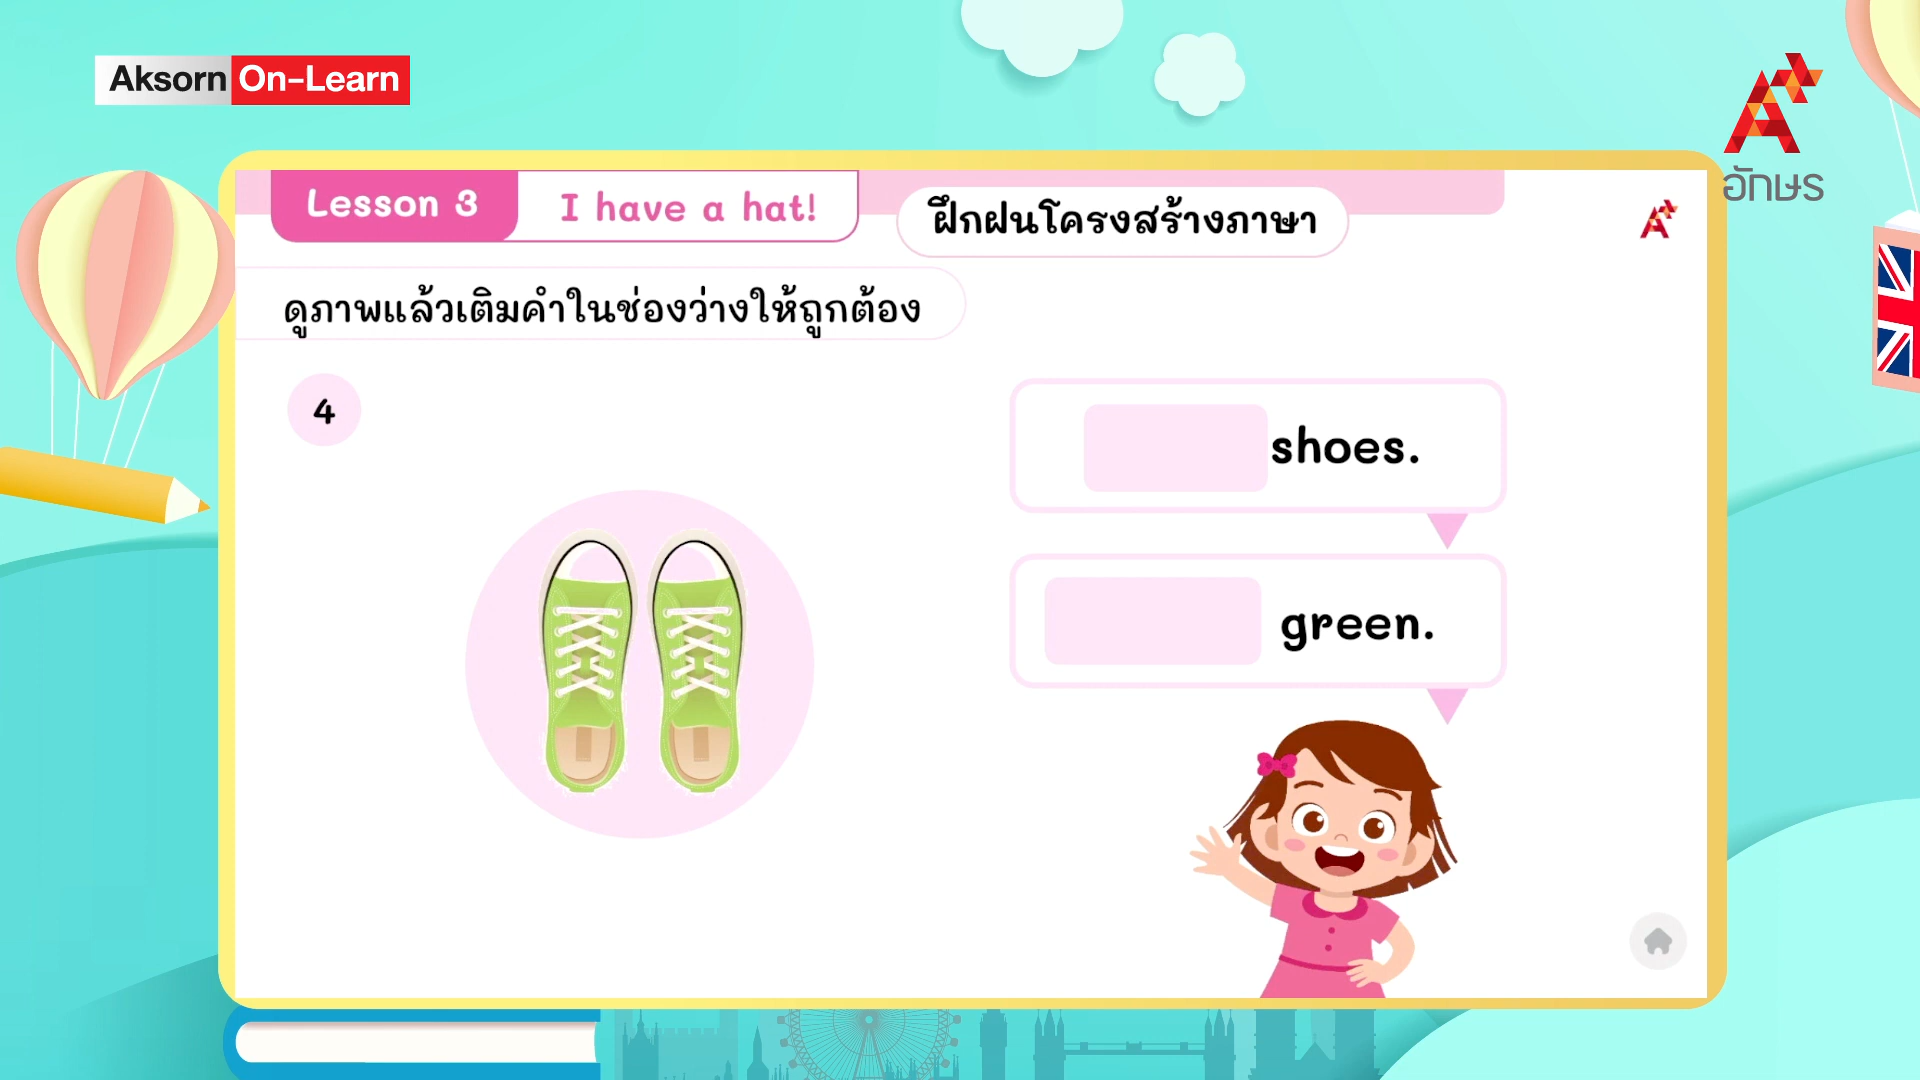 Aksorn On-Learn
อักษร
Lesson 3
I have a hat!
ฝึกฝนโครงสร้างภาษา
ดูภาพแล้วเติมคำในช่องว่างให้ถูกต้อง
4
shoes.
green.